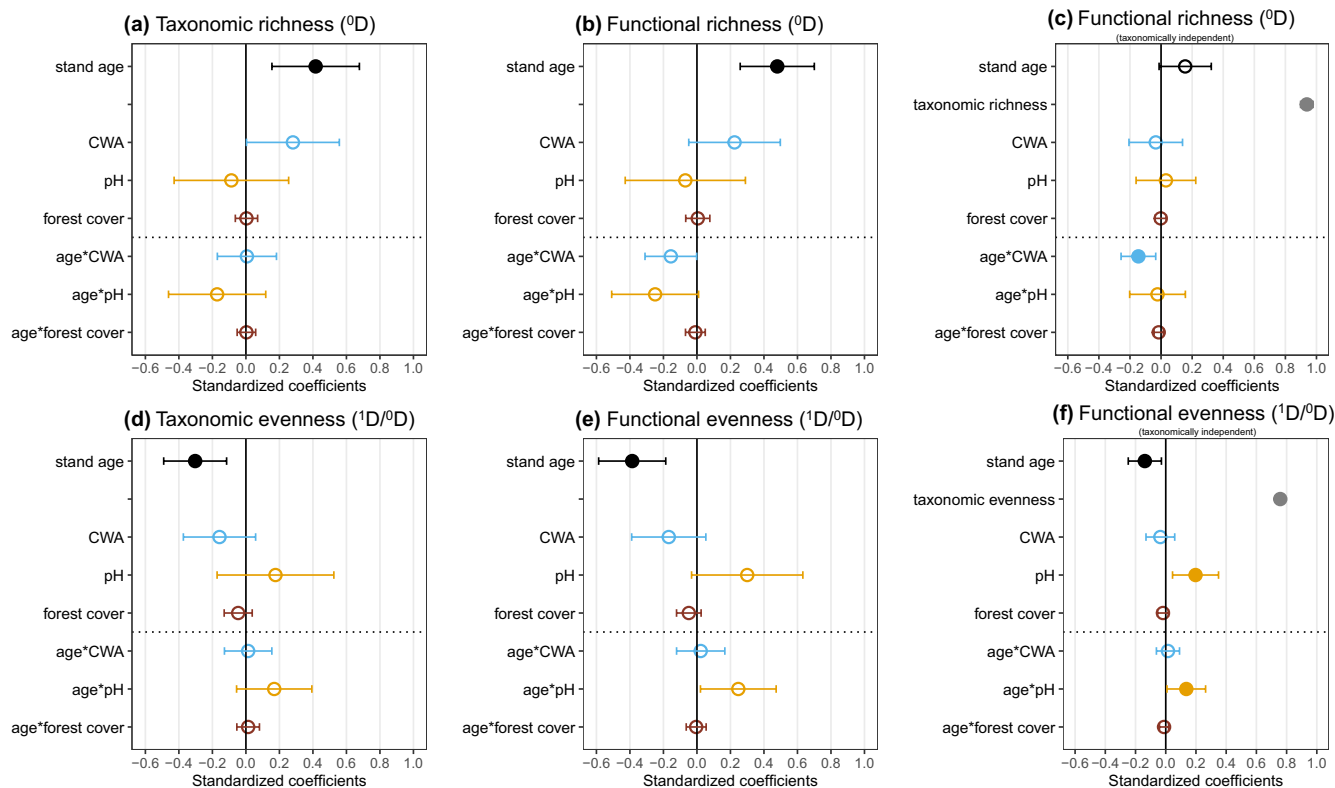 (a) Taxonomic richness (⁰D)
stand age
CWA
pH
forest cover
age*CWA
age*pH
age*forest cover
−0.6 −0.4 −0.2 0.0 0.2 0.4 0.6 0.8 1.0
Standardized coefficients
(b) Functional richness (⁰D)
stand age
CWA
pH
forest cover
age*CWA
age*pH
age*forest cover
−0.6 −0.4 −0.2 0.0 0.2 0.4 0.6 0.8 1.0
Standardized coefficients
(c) Functional richness (⁰D)
(taxonomically independent)
stand age
taxonomic richness
CWA
pH
forest cover
age*CWA
age*pH
age*forest cover
−0.6 −0.4 −0.2 0.0 0.2 0.4 0.6 0.8 1.0
Standardized coefficients
(d) Taxonomic evenness (¹D/⁰D)
stand age
CWA
pH
forest cover
age*CWA
age*pH
age*forest cover
−0.6 −0.4 −0.2 0.0 0.2 0.4 0.6 0.8 1.0
Standardized coefficients
(e) Functional evenness (¹D/⁰D)
stand age
CWA
pH
forest cover
age*CWA
age*pH
age*forest cover
−0.6 −0.4 −0.2 0.0 0.2 0.4 0.6 0.8 1.0
Standardized coefficients
(f) Functional evenness (¹D/⁰D)
(taxonomically independent)
stand age
taxonomic evenness
CWA
pH
forest cover
age*CWA
age*pH
age*forest cover
−0.6 −0.4 −0.2 0.0 0.2 0.4 0.6 0.8 1.0
Standardized coefficients